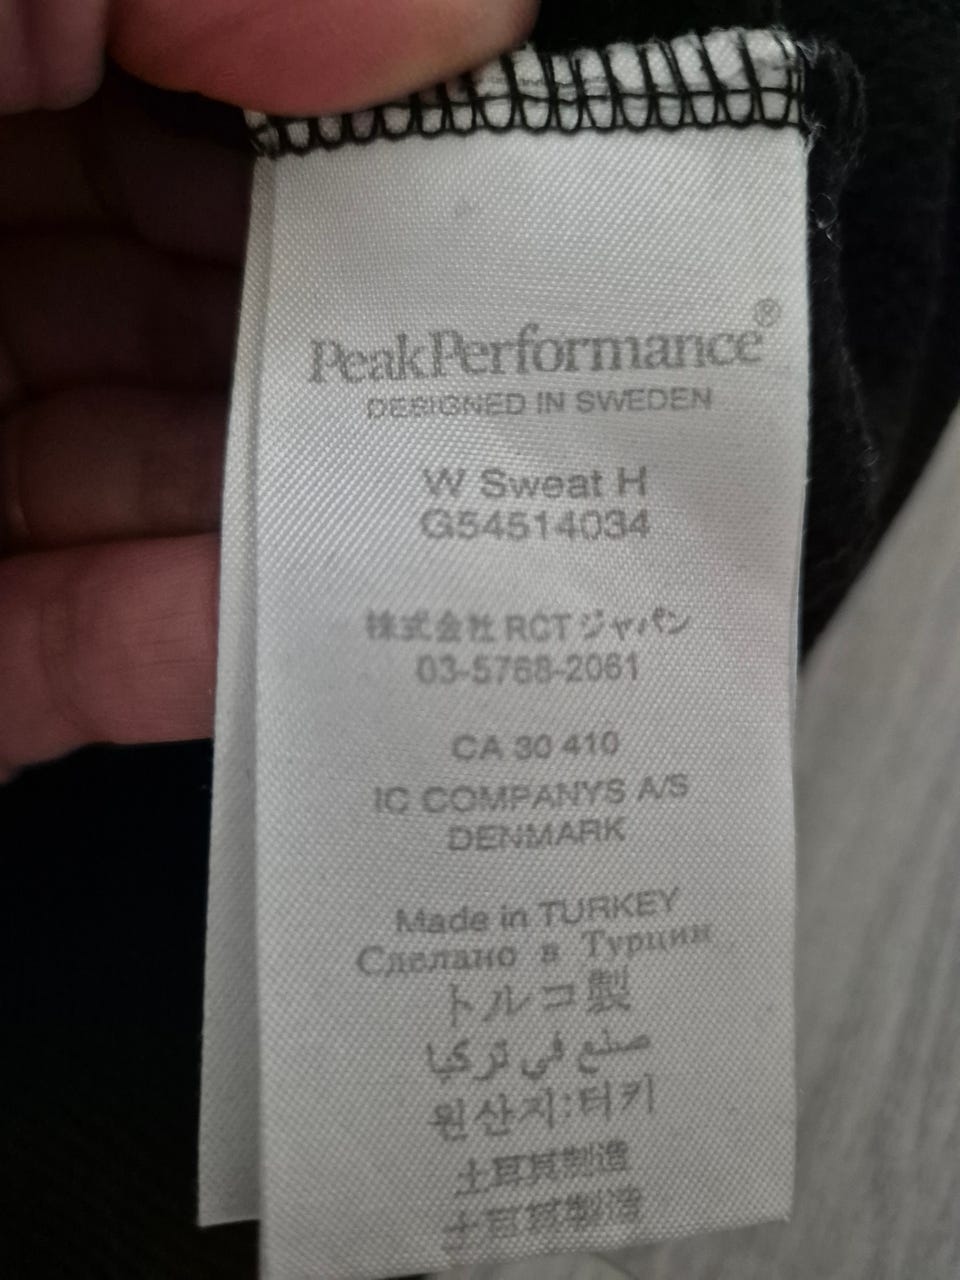 PeakPerformance®
DESIGNED IN SWEDEN
W Sweat H
G54514034
株式会社 RCT ジャパン
03-5768-2061
CA 30 410
IC COMPANYS A/S
DENMARK
Made in TURKEY
Сделано в Турции
トルコ製
صنع في تركيا
원산지:터키
土耳其制造
土耳其製造